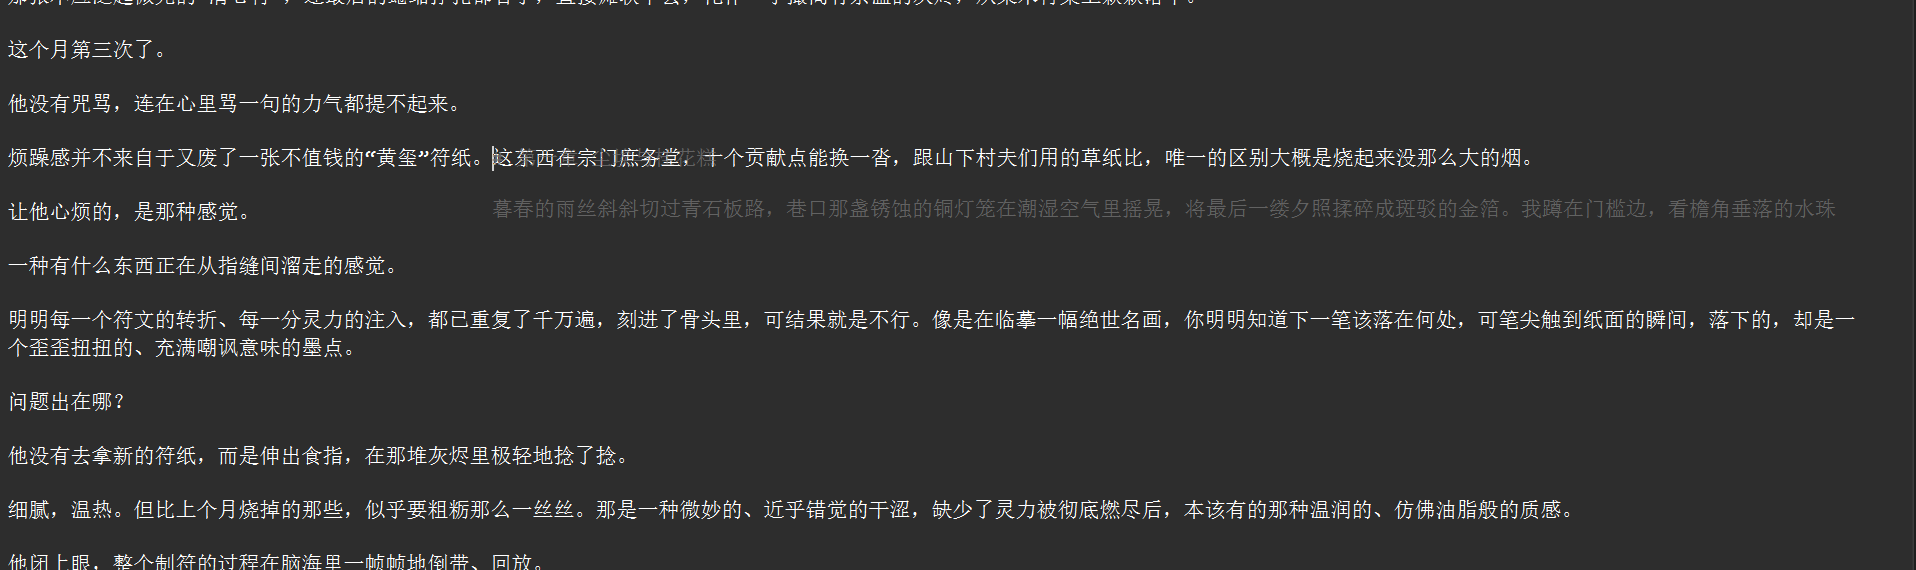 这个月第三次了。
他没有咒骂，连在心里骂一句的力气都提不起来。
烦躁感并不来自于又废了一张不值钱的“黄玺”符纸。这东西在宗门庶务堂，十个贡献点能换一沓，跟山下村夫们用的草纸比，唯一的区别大概是烧起来没那么大的烟。
让他心烦的，是那种感觉。
暮春的雨丝斜斜切过青石板路，巷口那盏锈蚀的铜灯笼在潮湿空气里摇晃，将最后一缕夕照揉碎成斑驳的金箔。我蹲在门槛边，看檐角垂落的水珠
一种有什么东西正在从指缝间溜走的感觉。
明明每一个符文的转折、每一分灵力的注入，都已重复了千万遍，刻进了骨头里，可结果就是不行。像是在临摹一幅绝世名画，你明明知道下一笔该落在何处，可笔尖触到纸面的瞬间，落下的，却是一
个歪歪扭扭的、充满嘲讽意味的墨点。
问题出在哪？
他没有去拿新的符纸，而是伸出食指，在那堆灰烬里极轻地捻了捻。
细腻，温热。但比上个月烧掉的那些，似乎要粗粝那么一丝丝。那是一种微妙的、近乎错觉的干涩，缺少了灵力被彻底燃尽后，本该有的那种温润的、仿佛油脂般的质感。
他闭上眼，整个制符的过程在脑海里一帧帧地倒带、回放。